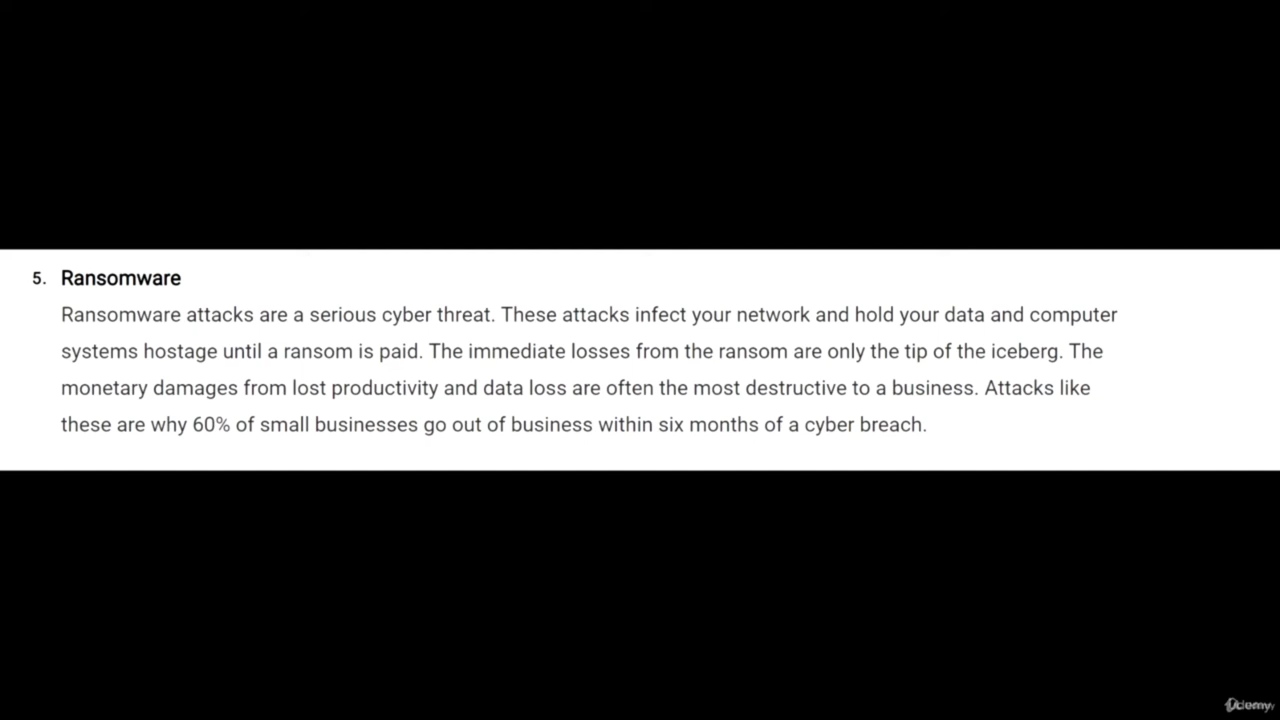 5. Ransomware
Ransomware attacks are a serious cyber threat. These attacks infect your network and hold your data and computer
systems hostage until a ransom is paid. The immediate losses from the ransom are only the tip of the iceberg. The
monetary damages from lost productivity and data loss are often the most destructive to a business. Attacks like
these are why 60% of small businesses go out of business within six months of a cyber breach.
Udemy